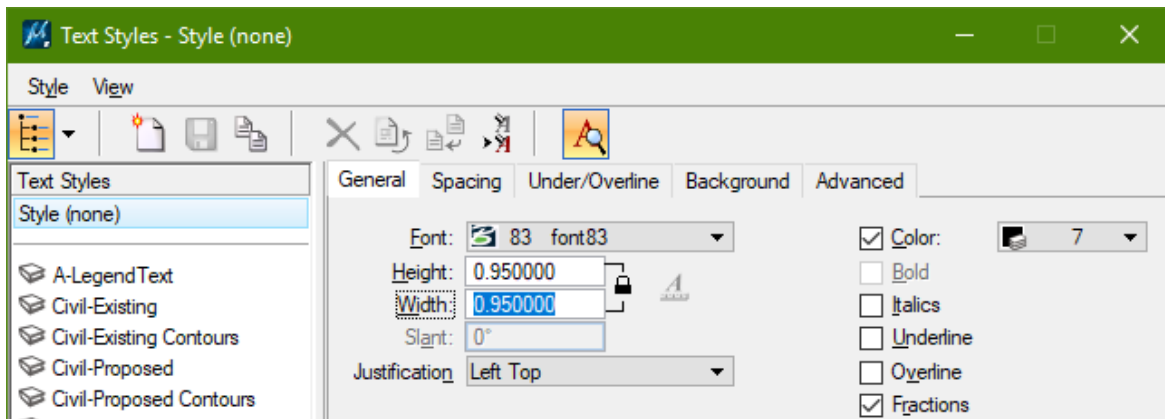 Text Styles - Style (none)
Style View
Text Styles
Style (none)
A-LegendText
Civil-Existing
Civil-Existing Contours
Civil-Proposed
Civil-Proposed Contours
General Spacing Under/Overline Background Advanced
Font: 83 font83
Height: 0.950000
Width: 0.950000
Slant: 0°
Justification Left Top
Color: 7
Bold
Italics
Underline
Overline
Fractions